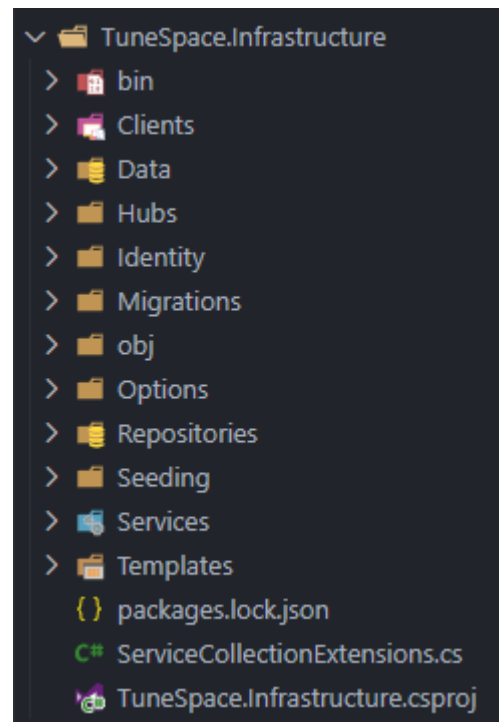 TuneSpace.Infrastructure
bin
Clients
Data
Hubs
Identity
Migrations
obj
Options
Repositories
Seeding
Services
Templates
{ } packages.lock.json
C# ServiceCollectionExtensions.cs
TuneSpace.Infrastructure.csproj